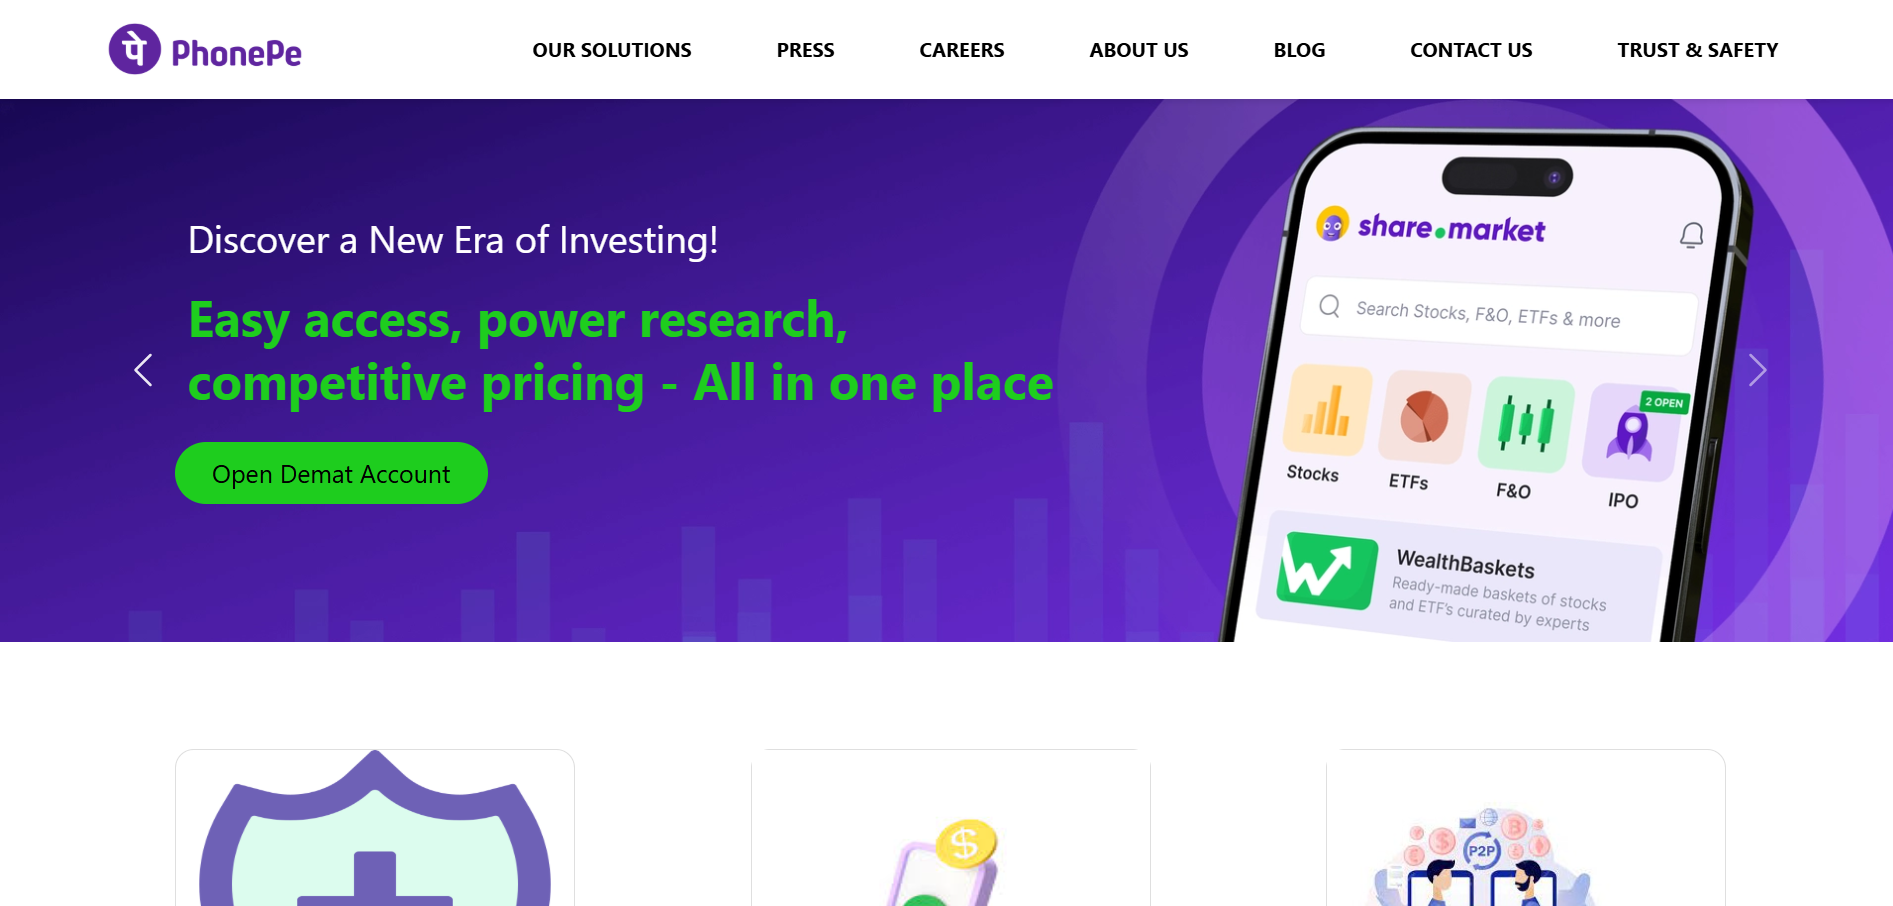 पे PhonePe
OUR SOLUTIONS
PRESS
CAREERS
ABOUT US
BLOG
CONTACT US
TRUST & SAFETY
Discover a New Era of Investing!
Easy access, power research,
competitive pricing - All in one place
Open Demat Account
share.market
Search Stocks, F&O, ETFs & more
2 OPEN
Stocks
ETFs
F&O
IPO
W
WealthBaskets
Ready-made baskets of stocks
and ETF's curated by experts
$
P2P